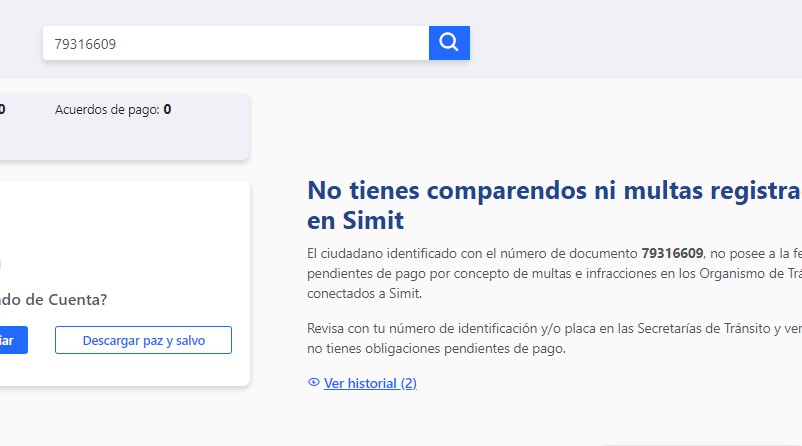 79316609
0
Acuerdos de pago: 0
No tienes comparendos ni multas registra
en Simit
El ciudadano identificado con el número de documento 79316609, no posee a la fe
pendientes de pago por concepto de multas e infracciones en los Organismo de Trá
conectados a Simit.
do de Cuenta?
iar
Descargar paz y salvo
Revisa con tu número de identificación y/o placa en las Secretarías de Tránsito y ver
no tienes obligaciones pendientes de pago.
Ver historial (2)